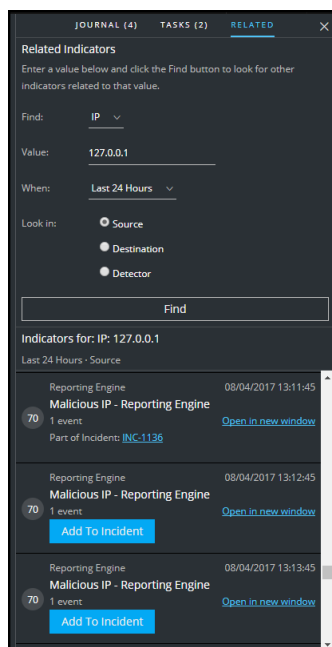 JOURNAL (4) TASKS (2) RELATED
Related Indicators
Enter a value below and click the Find button to look for other
indicators related to that value.
Find: IP
Value: 127.0.0.1
When: Last 24 Hours
Look in: Source
Destination
Detector
Find
Indicators for: IP: 127.0.0.1
Last 24 Hours · Source
Reporting Engine 08/04/2017 13:11:45
Malicious IP - Reporting Engine
70 1 event Open in new window
Part of Incident: INC-1136
Reporting Engine 08/04/2017 13:12:45
Malicious IP - Reporting Engine
70 1 event Open in new window
Add To Incident
Reporting Engine 08/04/2017 13:13:45
Malicious IP - Reporting Engine
70 1 event Open in new window
Add To Incident